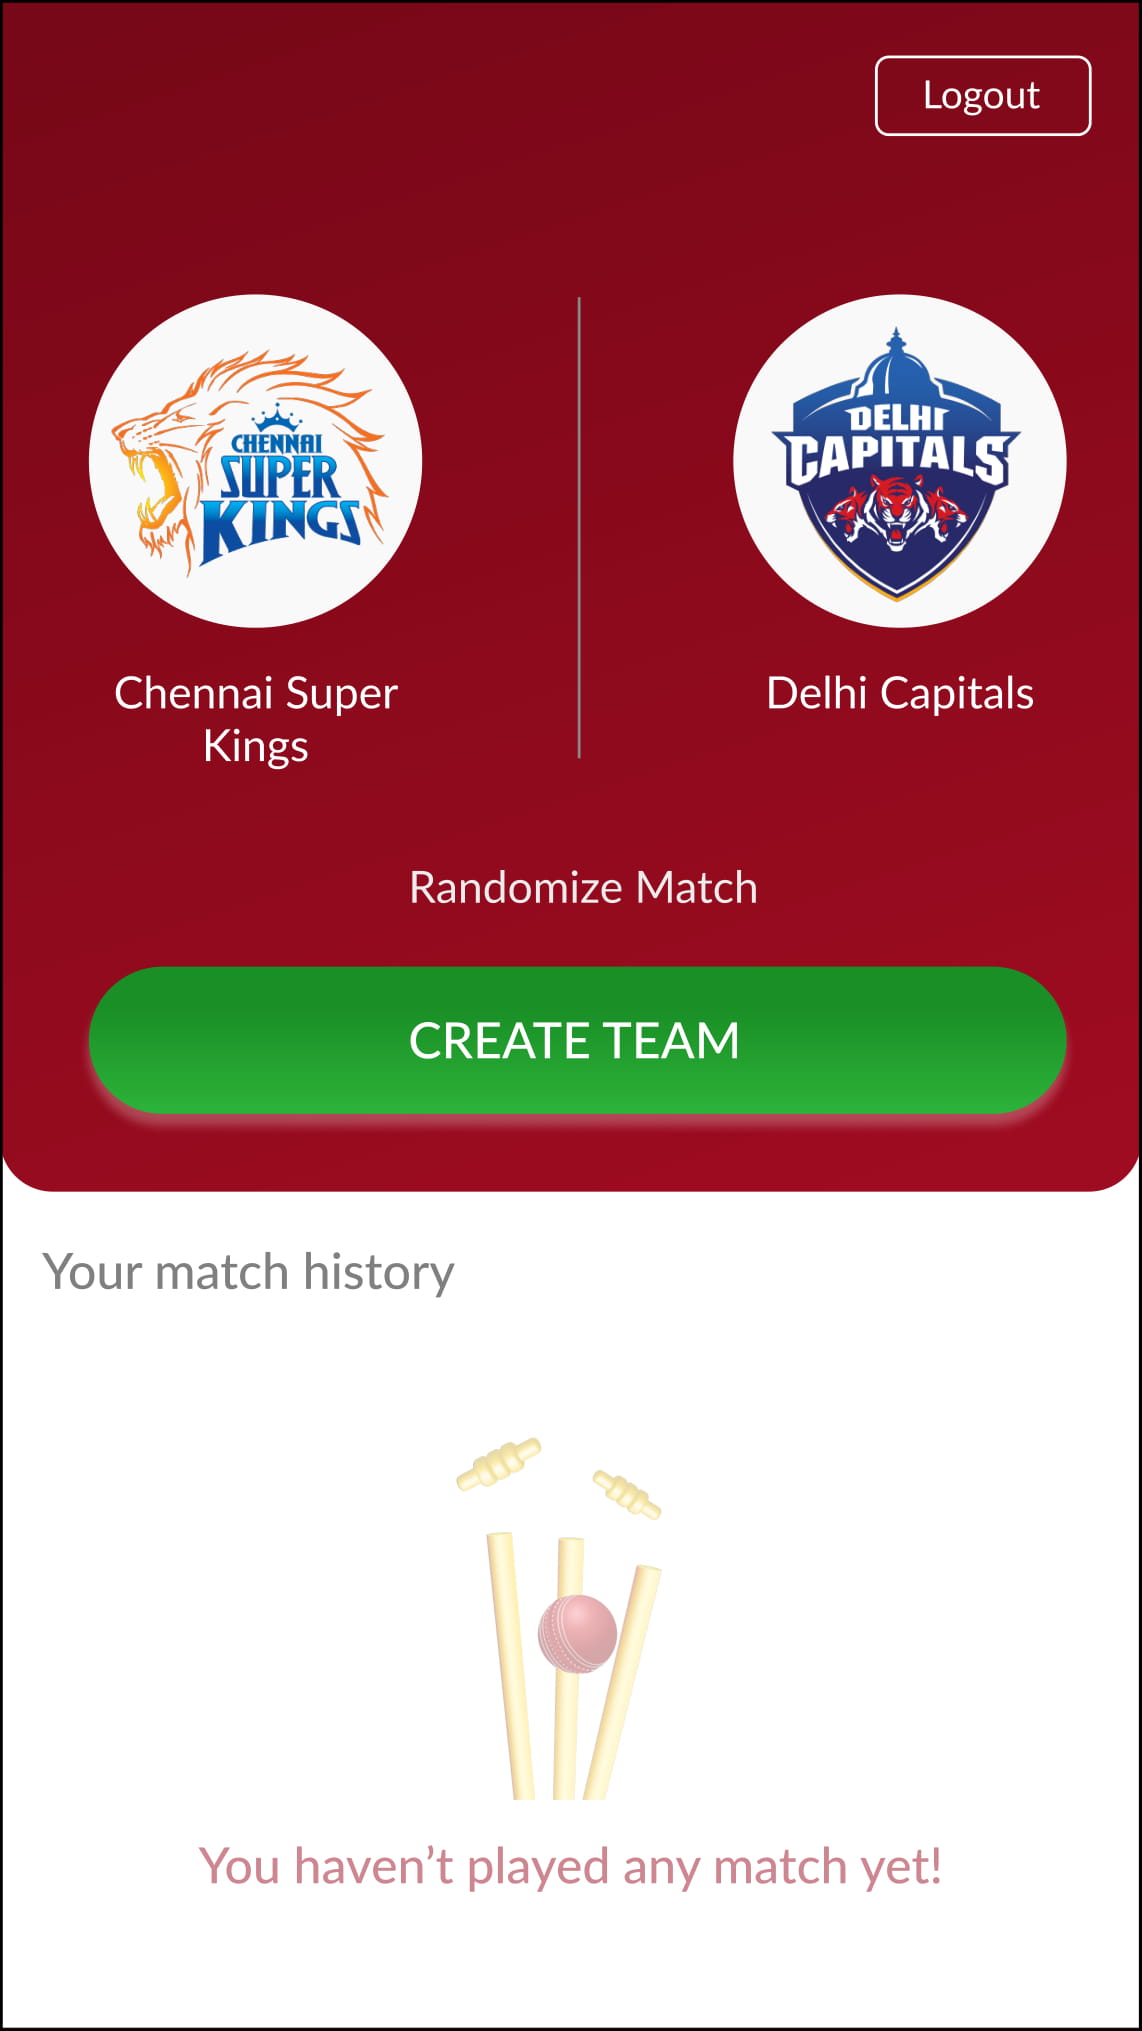 Logout
CHENNAI
SUPER
KINGS
DELHI
CAPITALS
Chennai Super
Kings
Delhi Capitals
Randomize Match
CREATE TEAM
Your match history
You haven’t played any match yet!